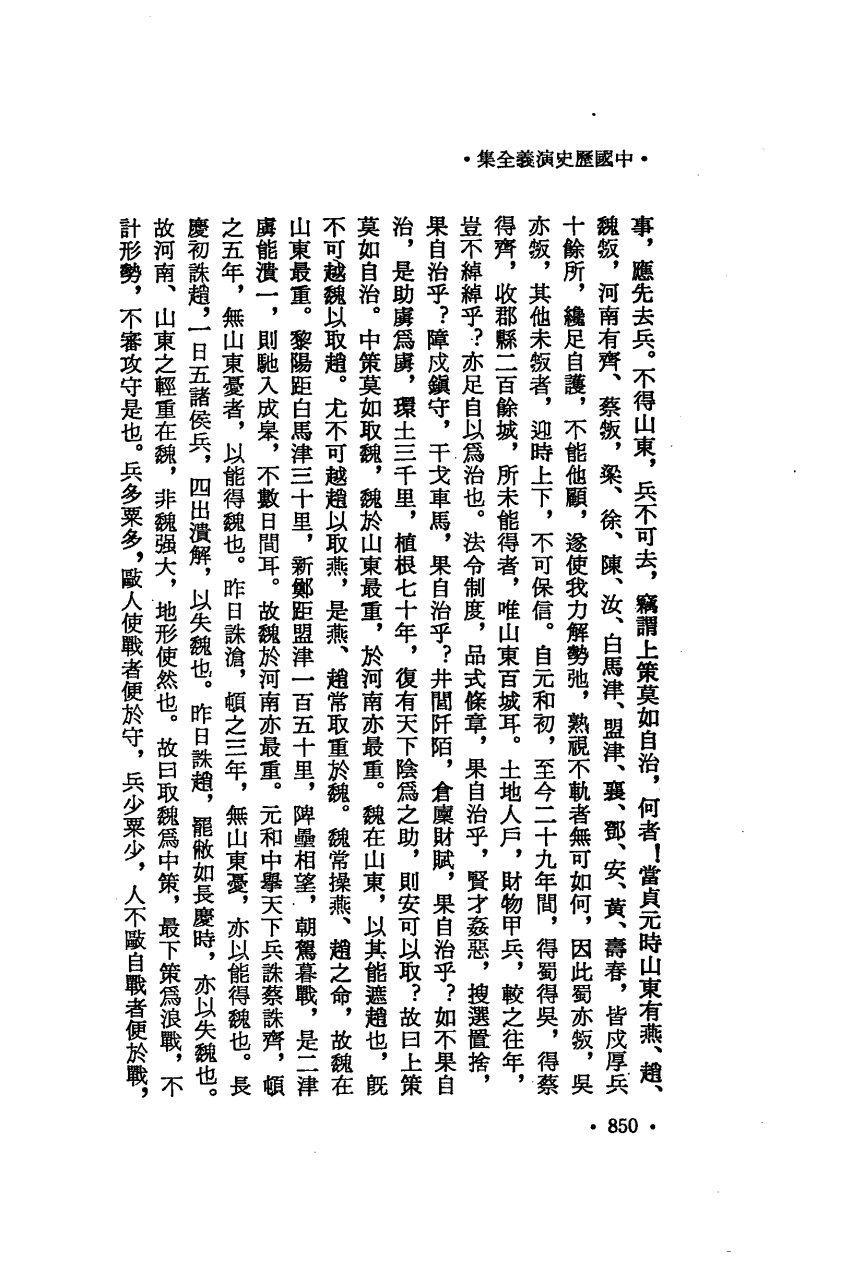 ·中國歷史演義全集·
事，應先去兵。不得山東，兵不可去，竊謂上策莫如自治，何者！當貞元時山東有燕、趙、
魏叛，河南有齊、蔡叛，梁、徐、陳、汝、白馬津、盟津、襄、鄧、安、黃、壽春，皆戍厚兵
十餘所，纔足自護，不能他顧，遂使我力解勢弛，熟視不軌者無可如何，因此蜀亦叛，吳
亦叛，其他未叛者，迎時上下，不可保信。自元和初，至今二十九年間，得蜀得吳，得蔡
得齊，收郡縣二百餘城，所未能得者，唯山東百城耳。土地人戶，財物甲兵，較之往年，
豈不綽綽乎？亦足自以爲治也。法令制度，品式條章，果自治乎，賢才姦惡，搜選置捨，
果自治乎？障戍鎭守，干戈車馬，果自治乎？井閭阡陌，倉廩財賦，果自治乎？如不果自
治，是助虜爲虜，環土三千里，植根七十年，復有天下陰爲之助，則安可以取？故曰上策
莫如自治。中策莫如取魏，魏於山東最重，於河南亦最重。魏在山東，以其能遮趙也，旣
不可越魏以取趙。尤不可越趙以取燕，是燕、趙常取重於魏。魏常操燕、趙之命，故魏在
山東最重。黎陽距白馬津三十里，新鄭距盟津一百五十里，陴壘相望，朝駕暮戰，是二津
虜能潰一，則馳入成臯，不數日間耳。故魏於河南亦最重。元和中舉天下兵誅蔡誅齊，頓
之五年，無山東憂者，以能得魏也。昨日誅滄，頓之三年，無山東憂，亦以能得魏也。長
慶初誅趙，一日五諸侯兵，四出潰解，以失魏也。昨日誅趙，罷敝如長慶時，亦以失魏也。
故河南、山東之輕重在魏，非魏强大，地形使然也。故曰取魏爲中策，最下策爲浪戰，不
計形勢，不審攻守是也。兵多粟多，敺人使戰者便於守，兵少粟少，人不敺自戰者便於戰，
·850·